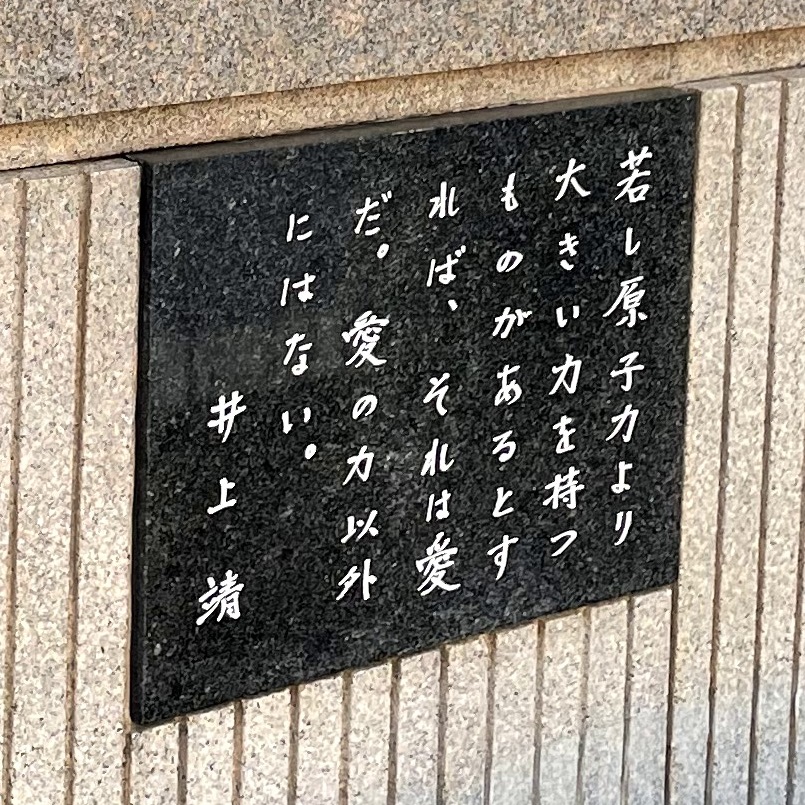 若し原子力より
大きい力を持つ
ものがあるとす
れば、それは愛
だ。愛の力以外
にはない。
井上靖